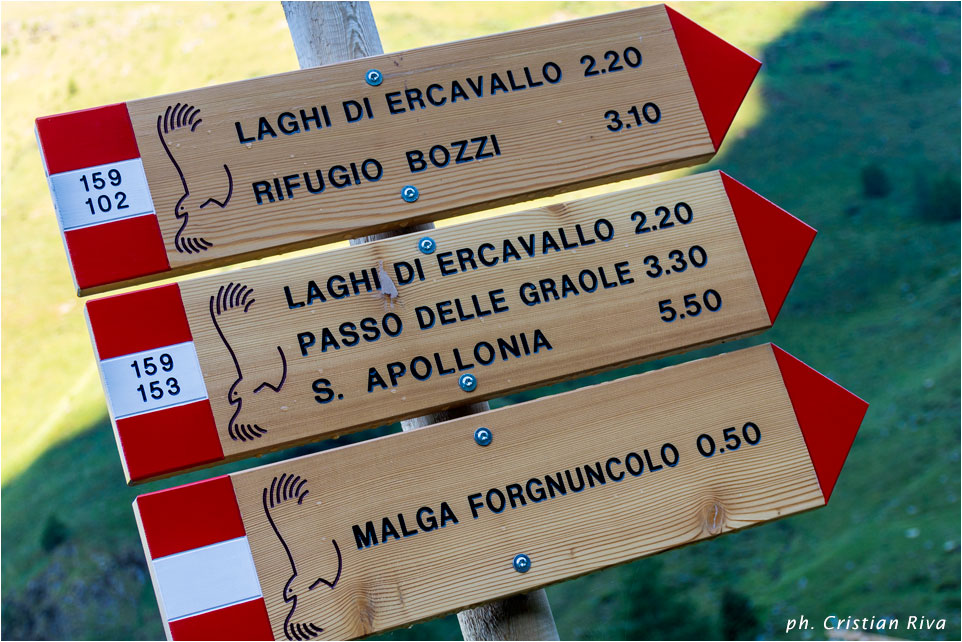 159
102
LAGHI DI ERCAVALLO 2.20
RIFUGIO BOZZI 3.10
159
153
LAGHI DI ERCAVALLO 2.20
PASSO DELLE GRAOLE 3.30
S. APOLLONIA 5.50
MALGA FORGNUNCOLO 0.50
ph. Cristian Riva